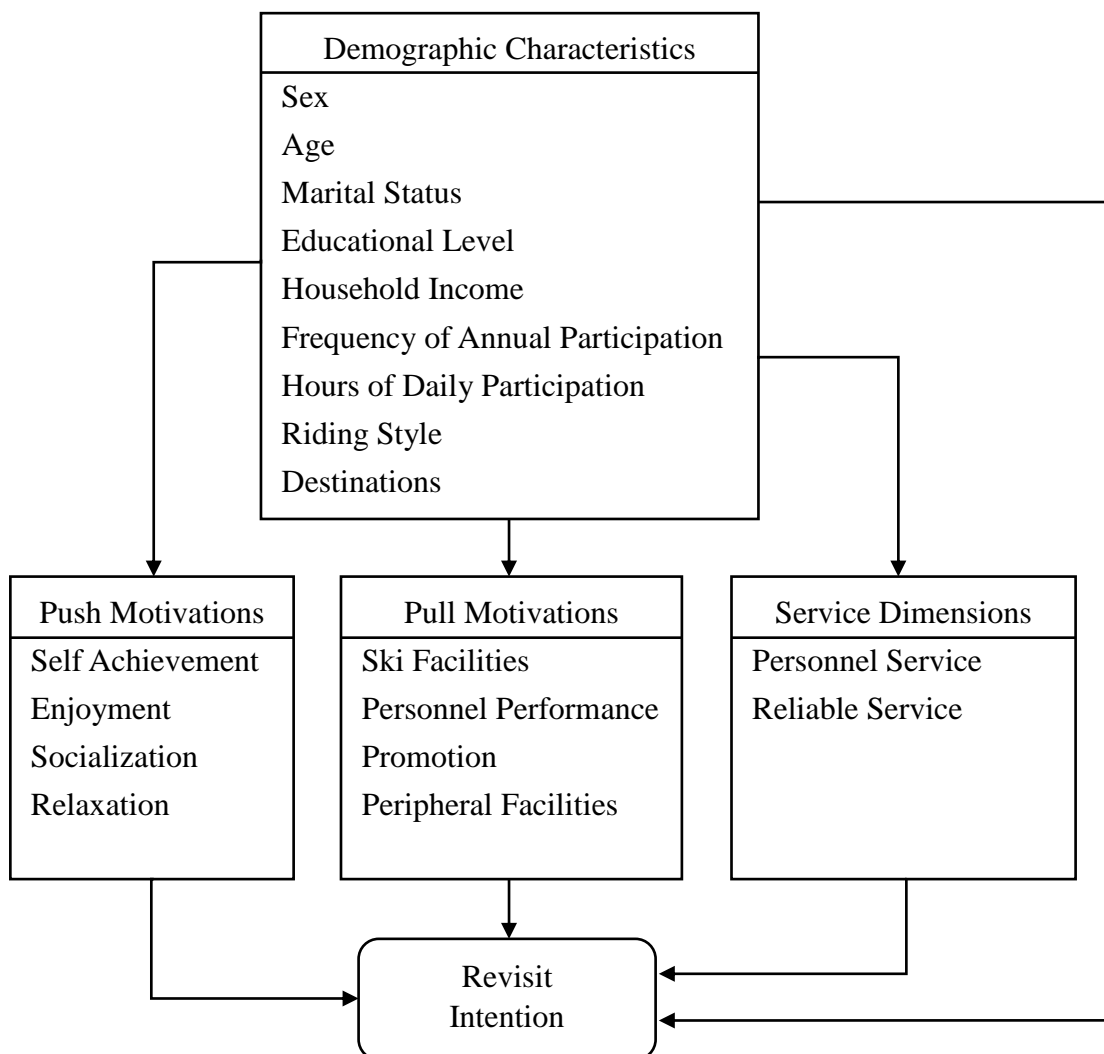 Demographic Characteristics
Sex
Age
Marital Status
Educational Level
Household Income
Frequency of Annual Participation
Hours of Daily Participation
Riding Style
Destinations
Push Motivations
Self Achievement
Enjoyment
Socialization
Relaxation
Pull Motivations
Ski Facilities
Personnel Performance
Promotion
Peripheral Facilities
Service Dimensions
Personnel Service
Reliable Service
Revisit
Intention